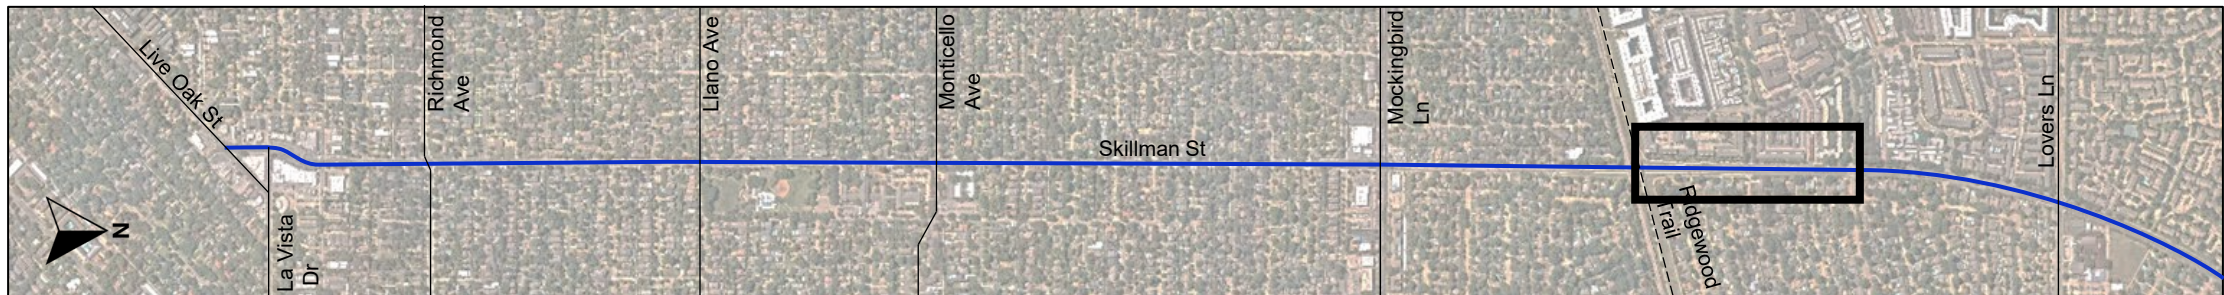 Live Oak St
La Vista
Dr
Richmond
Ave
Llano Ave
Monticello
Ave
Skillman St
Mockingbird
Ln
Ridgewood
Trail
Lovers Ln
N